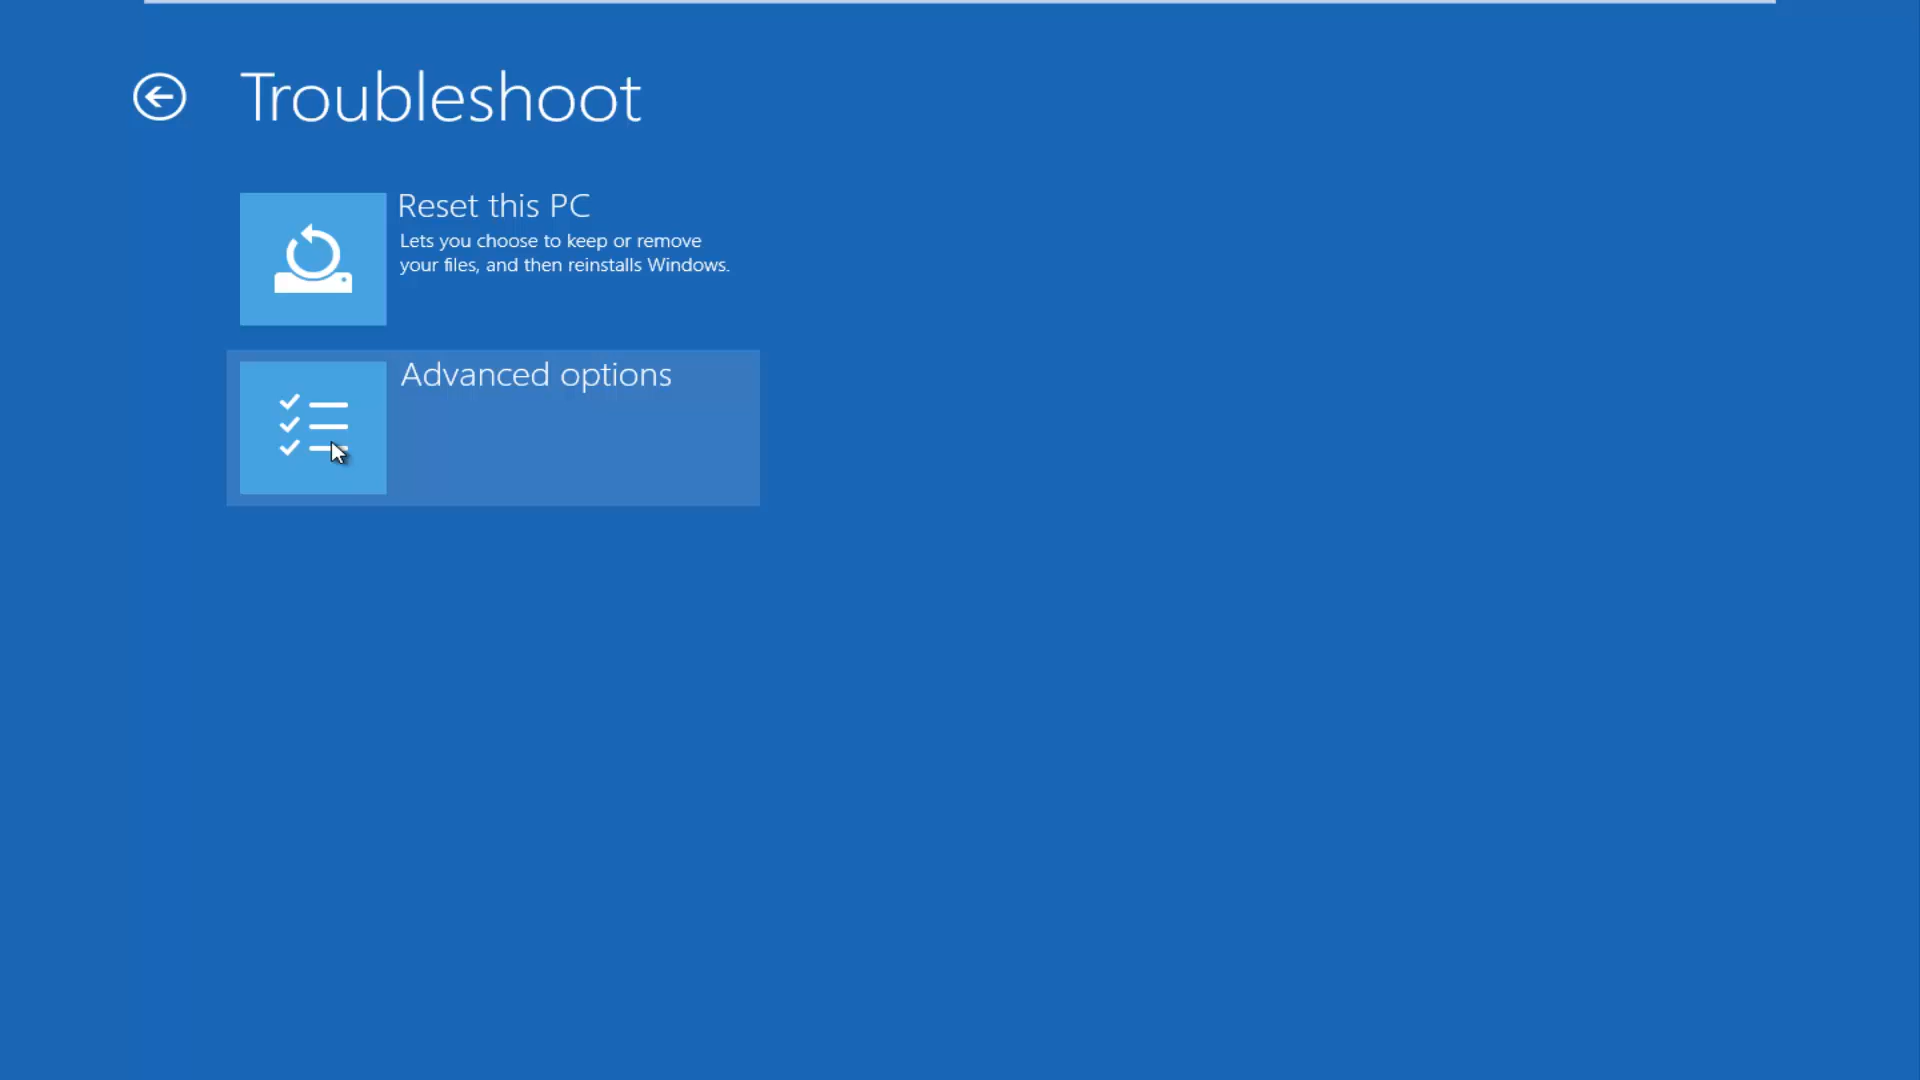 Troubleshoot
Reset this PC
Lets you choose to keep or remove
your files, and then reinstalls Windows.
Advanced options